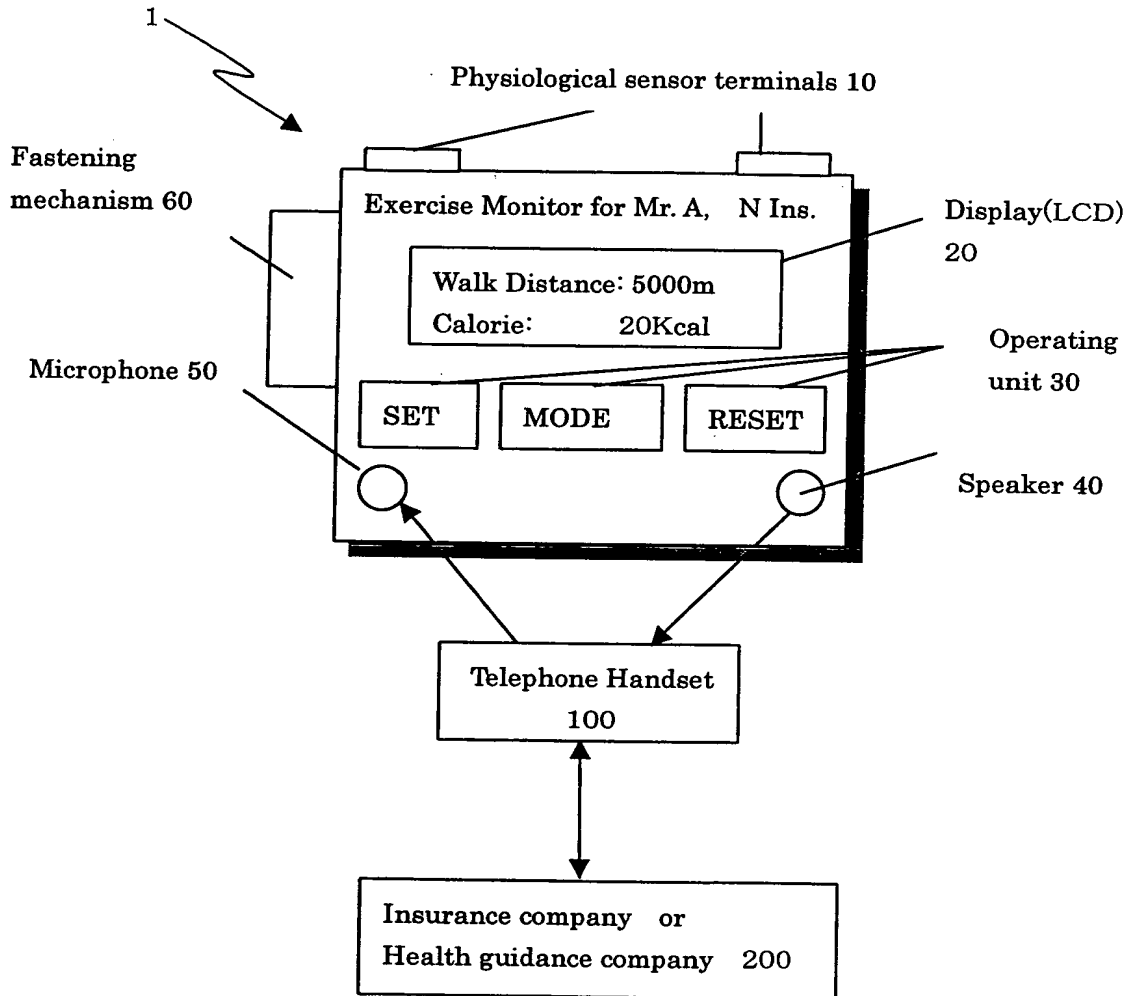 1
Physiological sensor terminals 10
Fastening
mechanism 60
Exercise Monitor for Mr. A, N Ins.
Display(LCD)
20
Walk Distance: 5000m
Calorie: 20Kcal
Operating
unit 30
Microphone 50
SET MODE RESET
Speaker 40
Telephone Handset
100
Insurance company or
Health guidance company 200